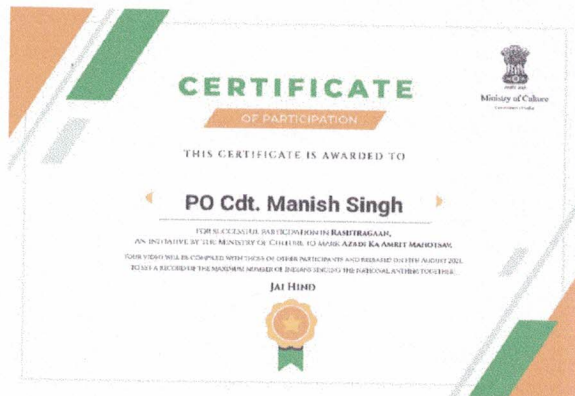 CERTIFICATE
OF PARTICIPATION
Ministry of Culture
Government of India
THIS CERTIFICATE IS AWARDED TO
PO Cdt. Manish Singh
FOR SUCCESSFUL PARTICIPATION IN RASHTRAGAAN,
AN INITIATIVE BY THE MINISTRY OF CULTURE TO MARK AZADI KA AMRIT MAHOTSAV.
YOUR VIDEO WILL BE COMPILED WITH THOSE OF OTHER PARTICIPANTS AND RELEASED ON 15TH AUGUST 2021,
TO SET A RECORD OF THE MAXIMUM NUMBER OF INDIANS SINGING THE NATIONAL ANTHEM TOGETHER.
JAI HIND